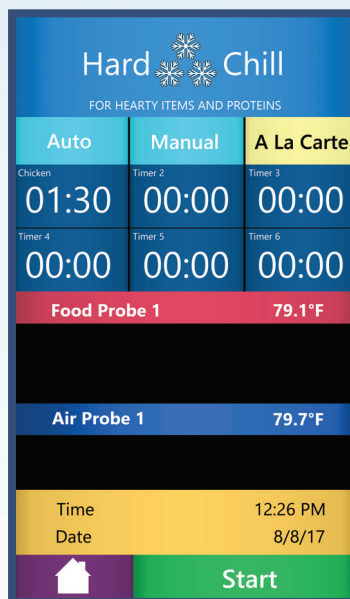 Hard Chill
FOR HEARTY ITEMS AND PROTEINS
Auto Manual A La Carte
Chicken Timer 2 Timer 3
01:30 00:00 00:00
Timer 4 Timer 5 Timer 6
00:00 00:00 00:00
Food Probe 1 79.1°F
Air Probe 1 79.7°F
Time 12:26 PM
Date 8/8/17
Start